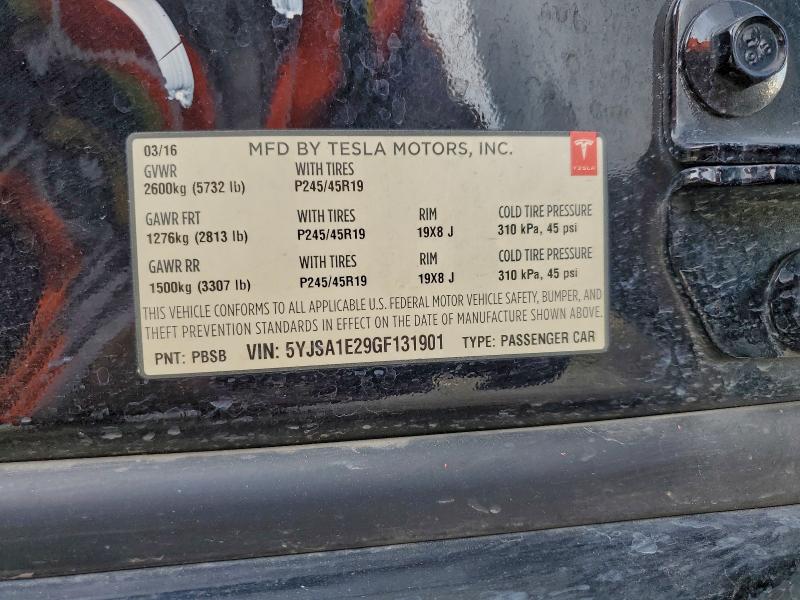 03/16 MFD BY TESLA MOTORS, INC.
TESLA
GVWR WITH TIRES
2600kg (5732 lb) P245/45R19
GAWR FRT WITH TIRES RIM COLD TIRE PRESSURE
1276kg (2813 lb) P245/45R19 19X8 J 310 kPa, 45 psi
GAWR RR WITH TIRES RIM COLD TIRE PRESSURE
1500kg (3307 lb) P245/45R19 19X8 J 310 kPa, 45 psi
THIS VEHICLE CONFORMS TO ALL APPLICABLE U.S. FEDERAL MOTOR VEHICLE SAFETY, BUMPER, AND
THEFT PREVENTION STANDARDS IN EFFECT ON THE DATE OF MANUFACTURE SHOWN ABOVE.
PNT: PBSB VIN: 5YJSA1E29GF131901 TYPE: PASSENGER CAR